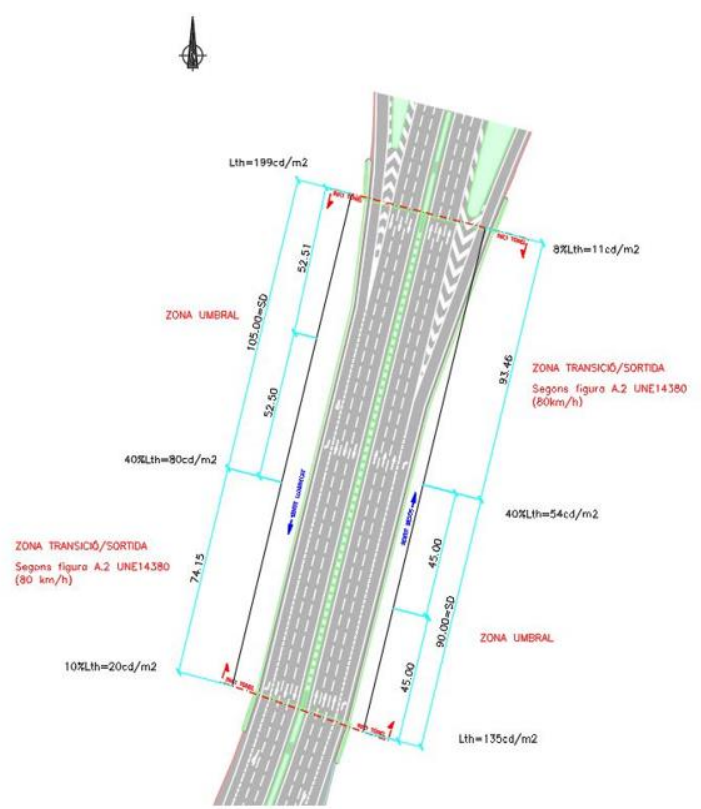 Lth=199cd/m2
8%Lth=11cd/m2
52.51
105.00=SD
ZONA UMBRAL
52.50
93.46
ZONA TRANSICIÓ/SORTIDA
Segons figura A.2 UNE14380
(80km/h)
40%Lth=80cd/m2
40%Lth=54cd/m2
ZONA TRANSICIÓ/SORTIDA
Segons figura A.2 UNE14380
(80 km/h)
74.15
45.00
90.00=SD
ZONA UMBRAL
45.00
10%Lth=20cd/m2
Lth=135cd/m2